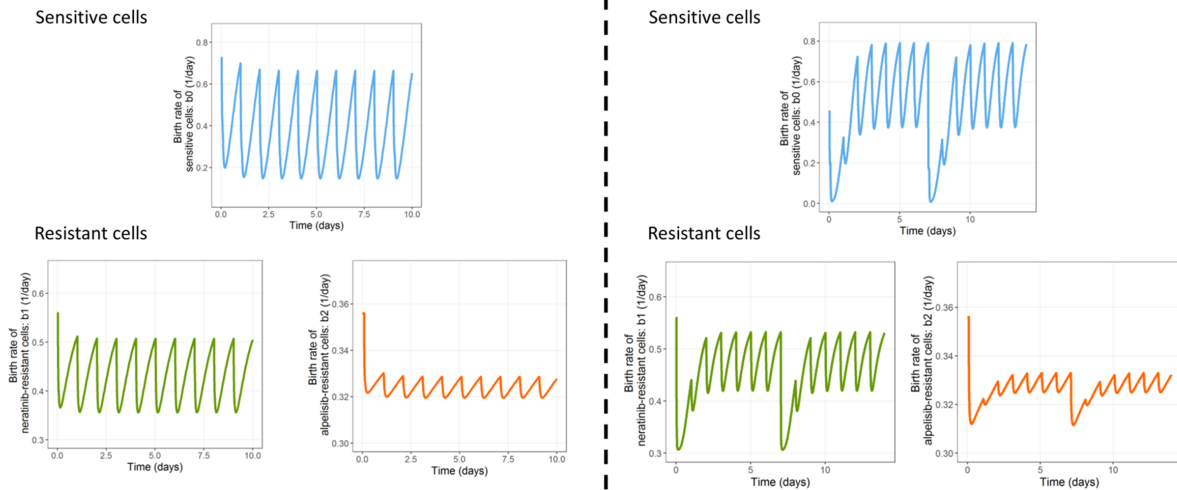 Sensitive cells
Birth rate of
sensitive cells: b0 (1/day)
0.8
0.6
0.4
0.2
0.0
2.5
5.0
7.5
10.0
Time (days)
Resistant cells
Birth rate of
neratinib-resistant cells: b1 (1/day)
0.6
0.5
0.4
0.3
0.0
2.5
5.0
7.5
10.0
Time (days)
Birth rate of
alpelisib-resistant cells: b2 (1/day)
0.36
0.34
0.32
0.30
0.0
2.5
5.0
7.5
10.0
Time (days)
Sensitive cells
Birth rate of
sensitive cells: b0 (1/day)
0.8
0.6
0.4
0.2
0.0
0
5
10
Time (days)
Resistant cells
Birth rate of
neratinib-resistant cells: b1 (1/day)
0.6
0.5
0.4
0.3
0
5
10
Time (days)
Birth rate of
alpelisib-resistant cells: b2 (1/day)
0.36
0.34
0.32
0.30
0
5
10
Time (days)